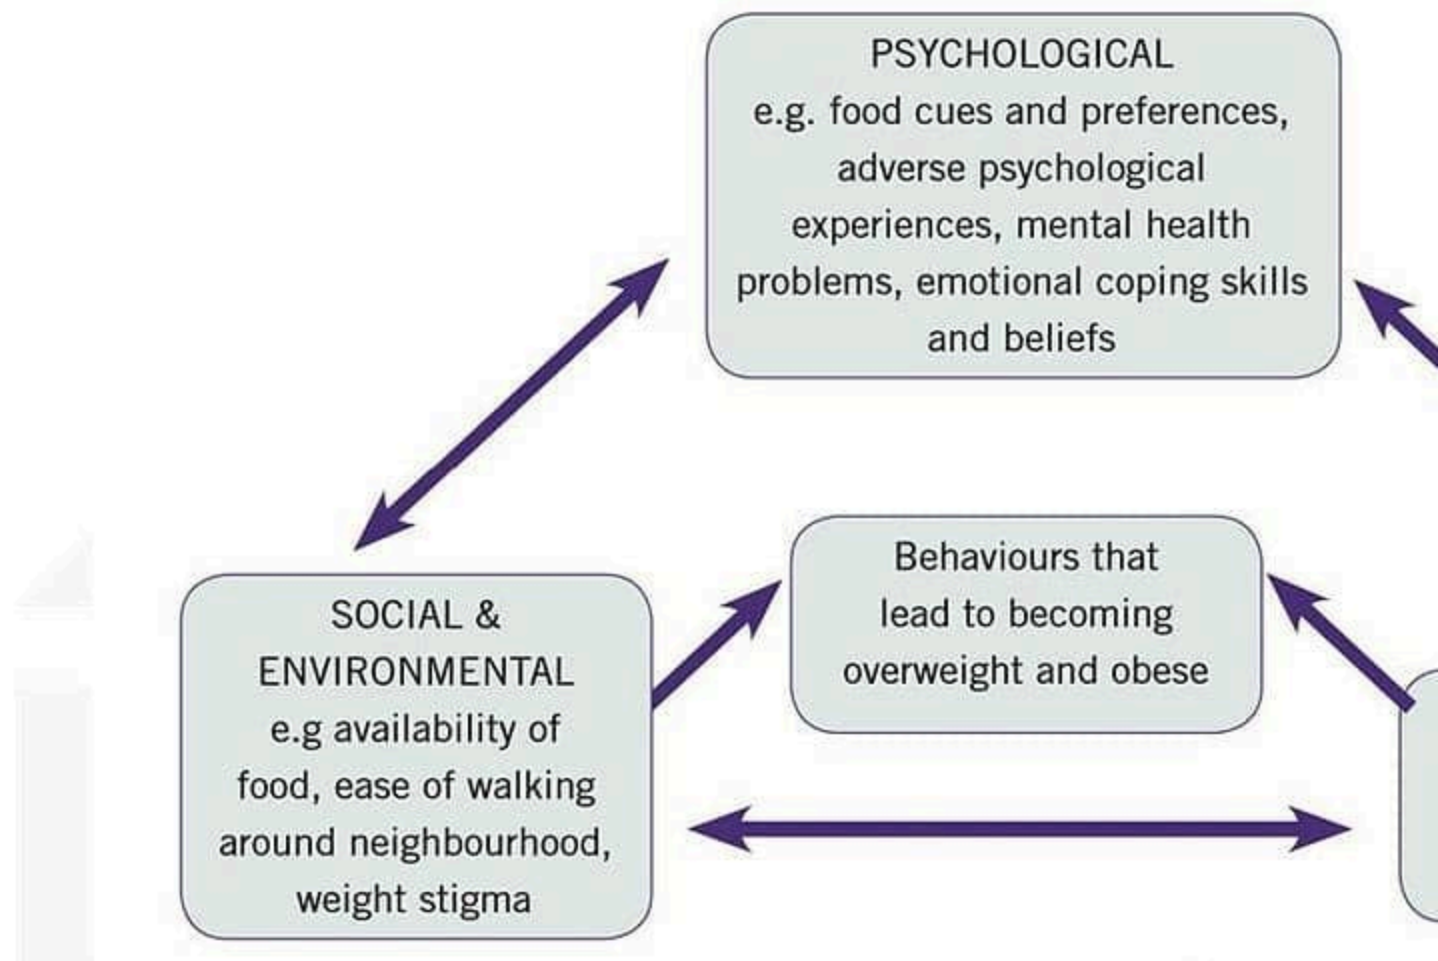 PSYCHOLOGICAL
e.g. food cues and preferences,
adverse psychological
experiences, mental health
problems, emotional coping skills
and beliefs
Behaviours that
lead to becoming
overweight and obese
SOCIAL &
ENVIRONMENTAL
e.g availability of
food, ease of walking
around neighbourhood,
weight stigma